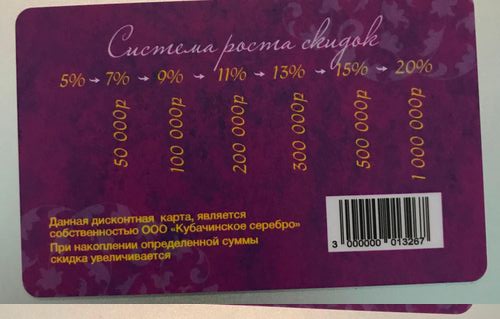 Система роста скидок
5% → 7% → 9% → 11% → 13% → 15% → 20%
50 000р 100 000р 200 000р 300 000р 500 000р 1 000 000р
Данная дисконтная карта, является
собственностью ООО «Кубачинское серебро»
При накоплении определенной суммы
скидка увеличивается
3 000000 013267